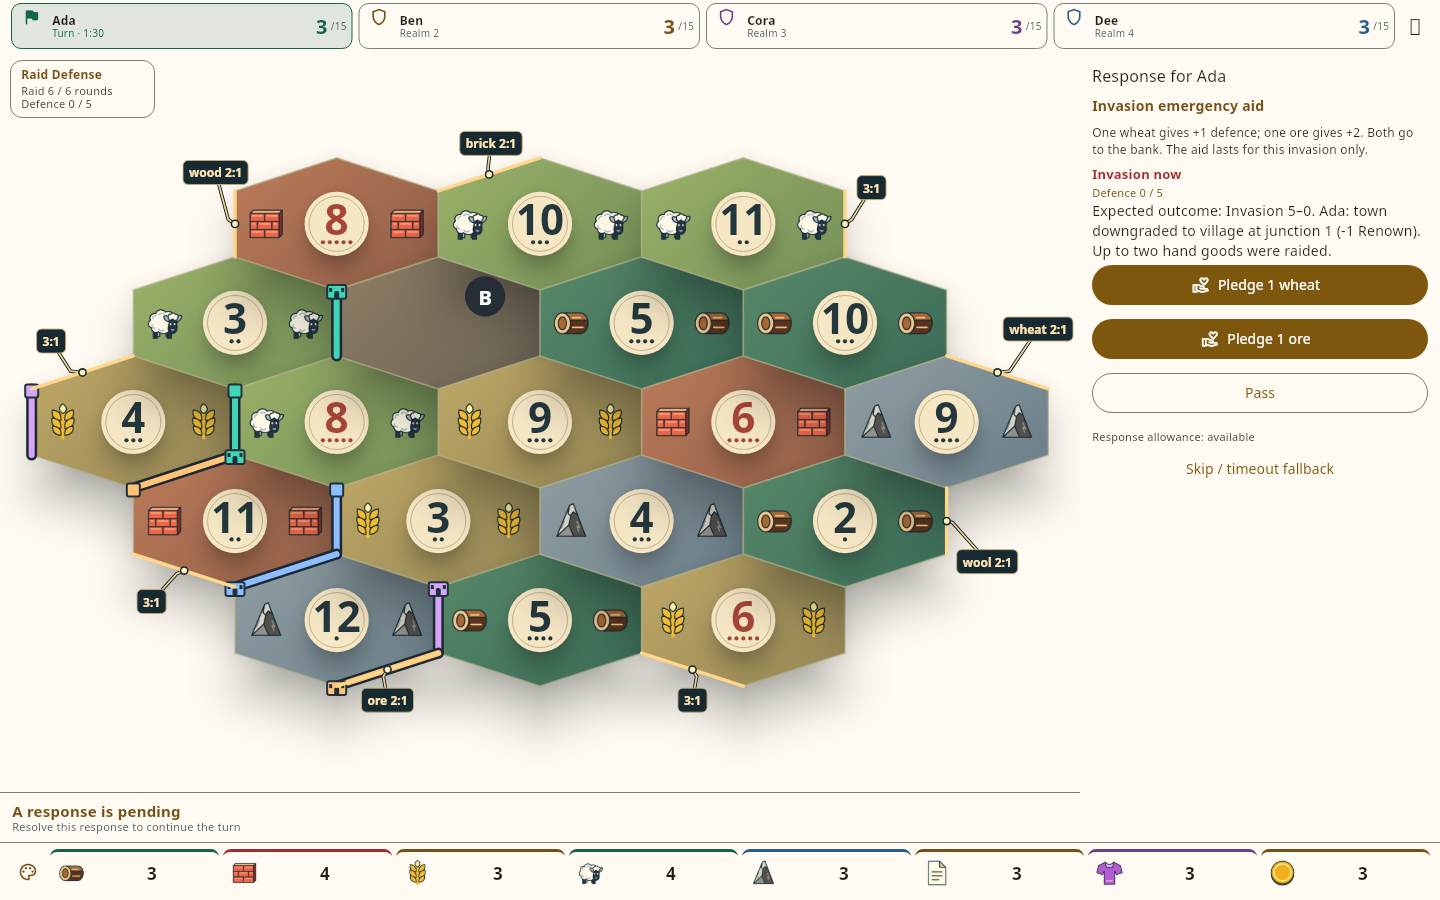 Ada
Turn · 1:30
3 /15
Ben
Realm 2
3 /15
Cora
Realm 3
3 /15
Dee
Realm 4
3 /15
Raid Defense
Raid 6 / 6 rounds
Defence 0 / 5
brick 2:1
wood 2:1
3:1
8
10
11
B
3
5
10
3:1
wheat 2:1
4
8
9
6
9
11
3
4
2
wool 2:1
3:1
12
5
6
ore 2:1
3:1
Response for Ada
Invasion emergency aid
One wheat gives +1 defence; one ore gives +2. Both go
to the bank. The aid lasts for this invasion only.
Invasion now
Defence 0 / 5
Expected outcome: Invasion 5–0. Ada: town
downgraded to village at junction 1 (-1 Renown).
Up to two hand goods were raided.
Pledge 1 wheat
Pledge 1 ore
Pass
Response allowance: available
Skip / timeout fallback
A response is pending
Resolve this response to continue the turn
3
4
3
4
3
3
3
3